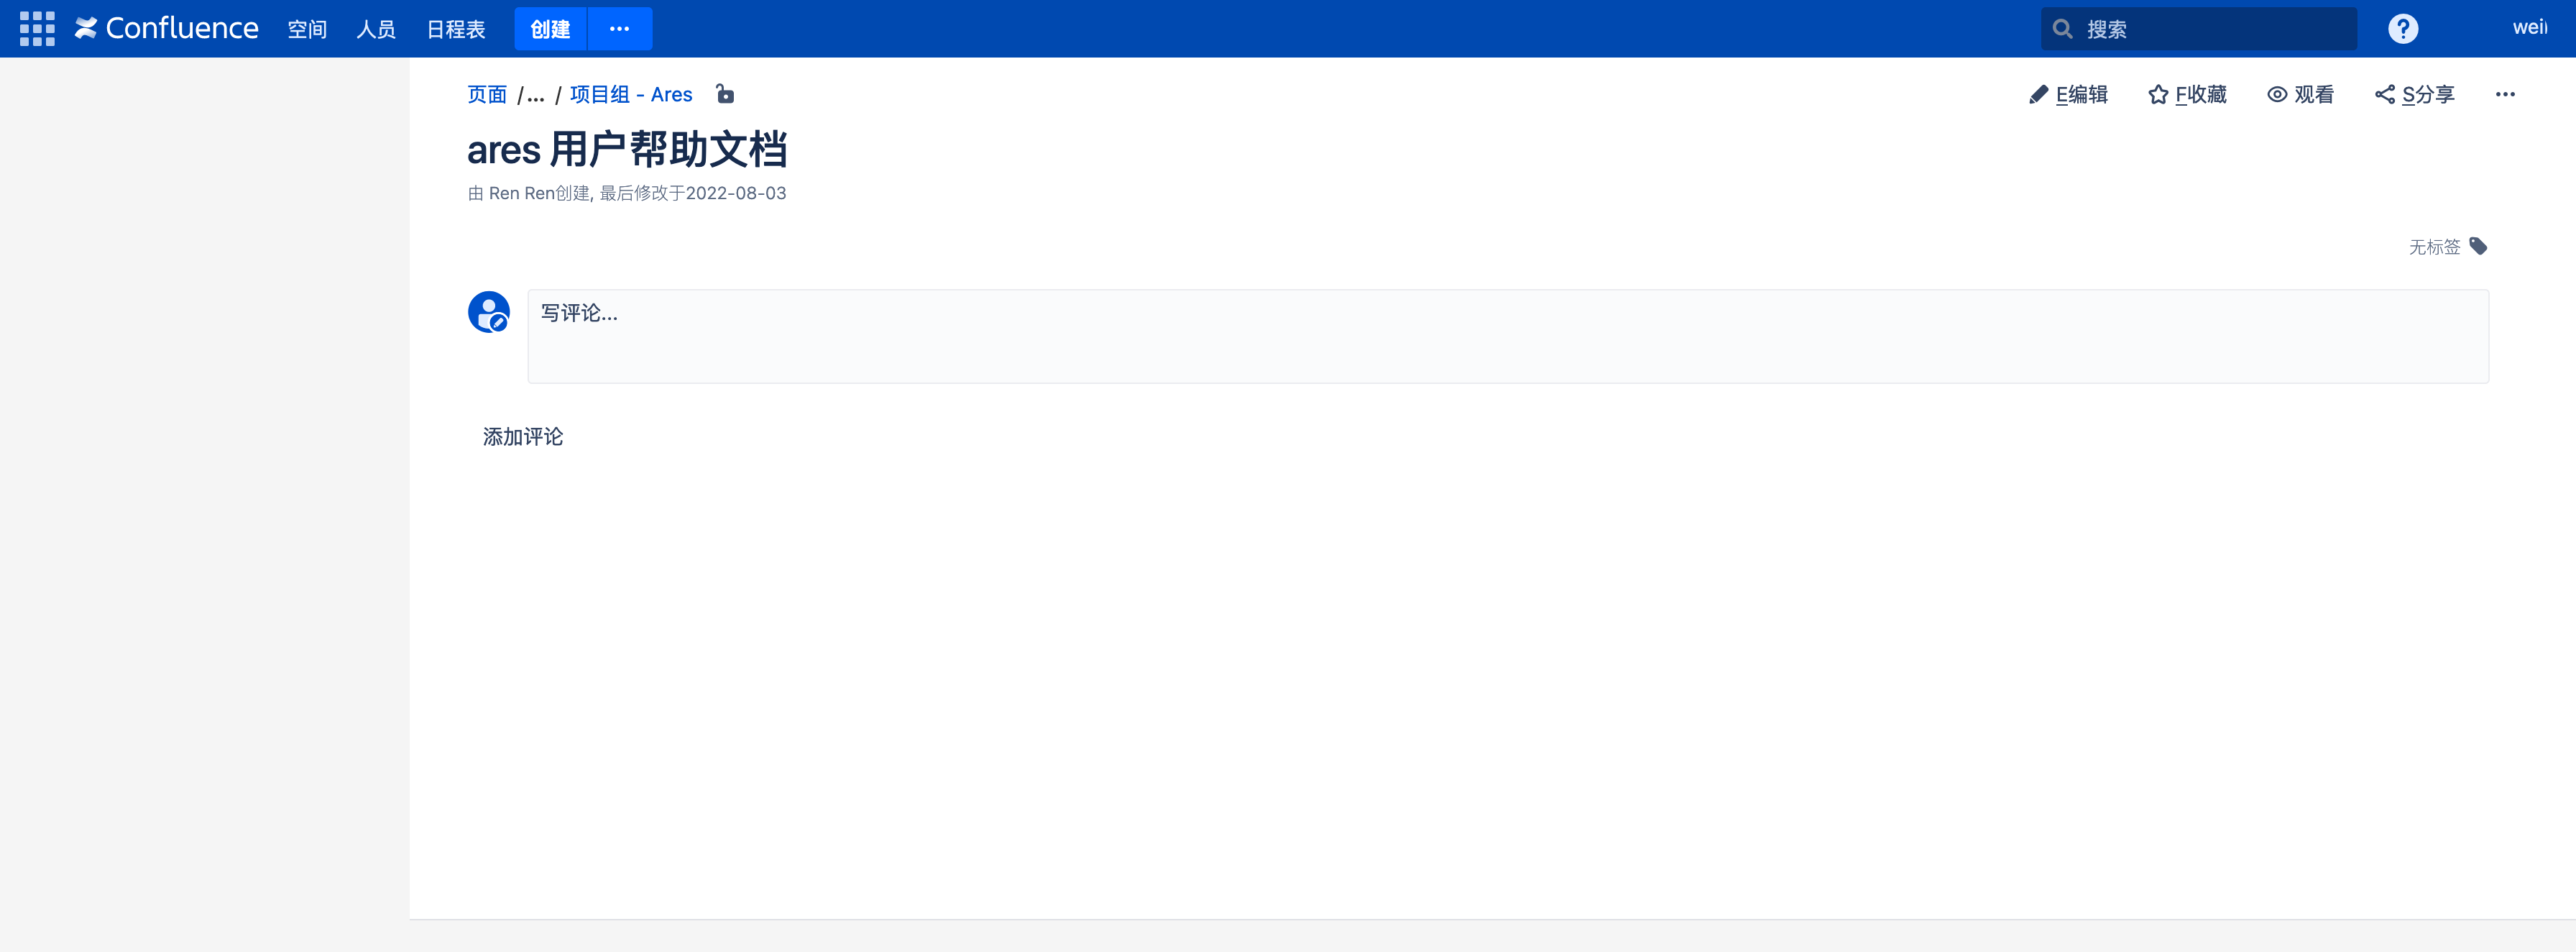 Confluence 空间 人员 日程表 创建 ··· 搜索 ?
页面 /... / 项目组 - Ares E编辑 F收藏 观看 S分享 ···
ares 用户帮助文档
由 Ren Ren创建, 最后修改于2022-08-03
无标签
写评论...
添加评论